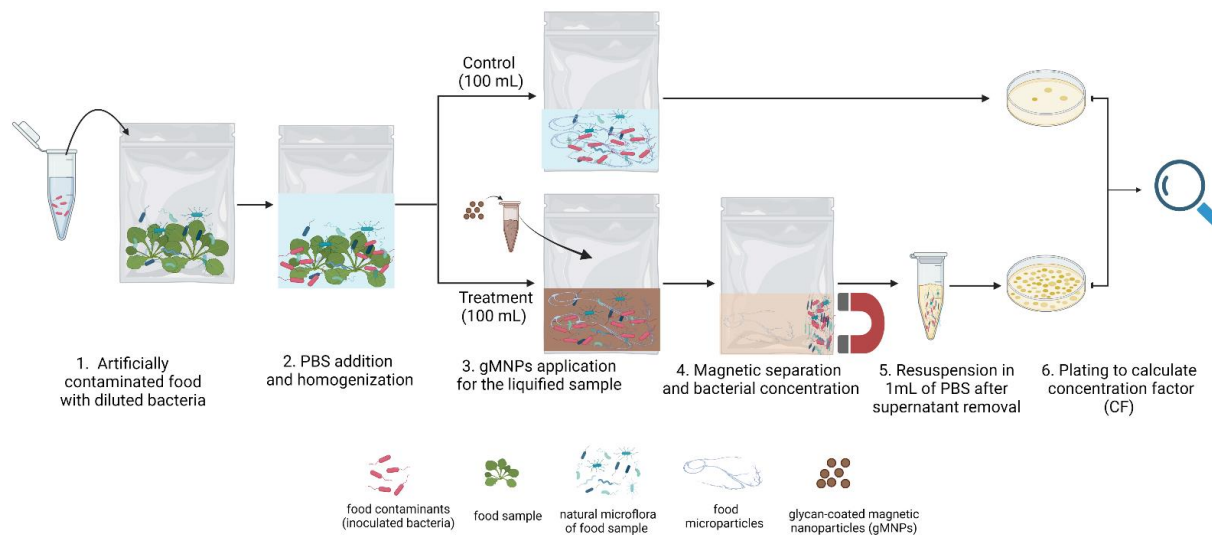 Control
(100 mL)
Treatment
(100 mL)
1. Artificially
contaminated food
with diluted bacteria
2. PBS addition
and homogenization
3. gMNPs application
for the liquified sample
4. Magnetic separation
and bacterial concentration
5. Resuspension in
1mL of PBS after
supernatant removal
6. Plating to calculate
concentration factor
(CF)
food contaminants
(inoculated bacteria)
food sample
natural microflora
of food sample
food
microparticles
glycan-coated magnetic
nanoparticles (gMNPs)